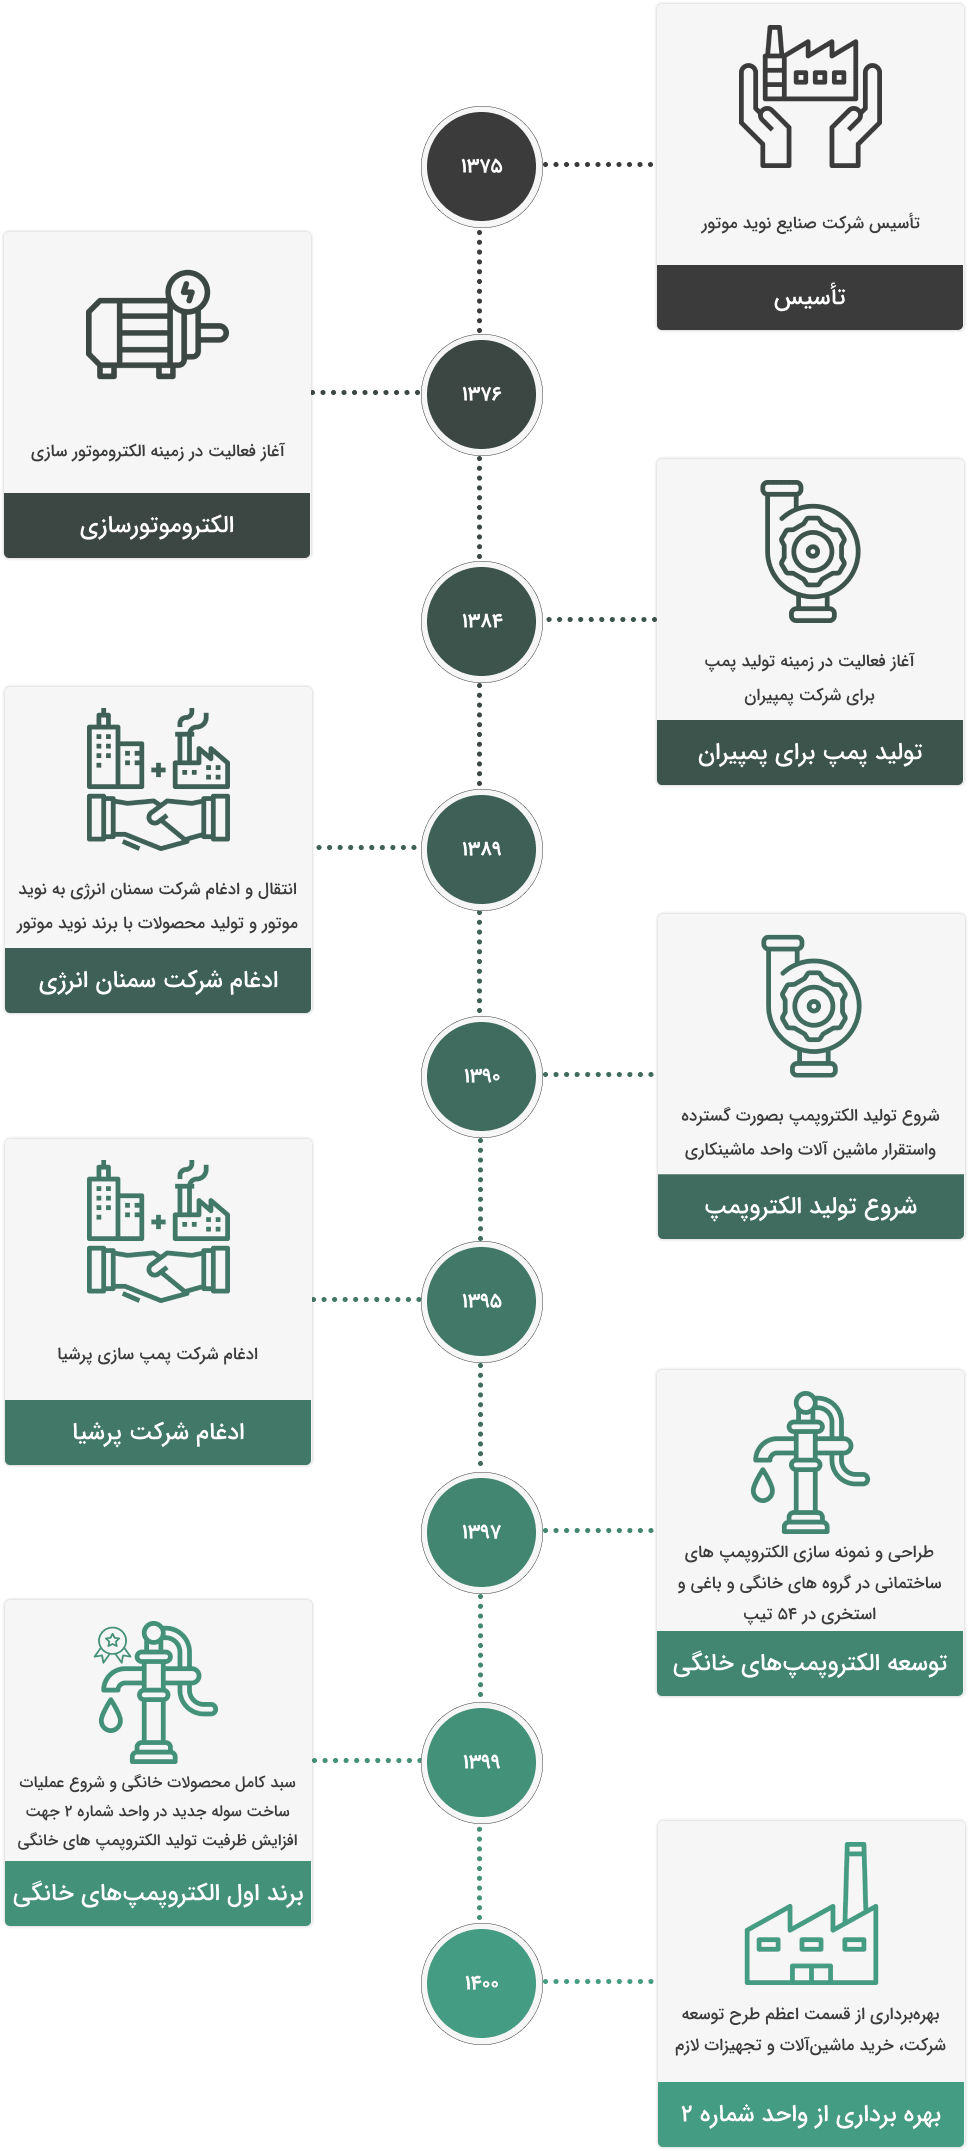 ۱۳۷۵
تأسیس شرکت صنایع نوید موتور
تأسیس
۱۳۷۶
آغاز فعالیت در زمینه الکتروموتور سازی
الکتروموتورسازی
۱۳۸۴
آغاز فعالیت در زمینه تولید پمپ
برای شرکت پمپیران
تولید پمپ برای پمپیران
۱۳۸۹
انتقال و ادغام شرکت سمنان انرژی به نوید
موتور و تولید محصولات با برند نوید موتور
ادغام شرکت سمنان انرژی
۱۳۹۰
شروع تولید الکتروپمپ بصورت گسترده
واستقرار ماشین آلات واحد ماشینکاری
شروع تولید الکتروپمپ
۱۳۹۵
ادغام شرکت پمپ سازی پرشیا
ادغام شرکت پرشیا
۱۳۹۷
طراحی و نمونه سازی الکتروپمپ های
ساختمانی در گروه های خانگی و باغی و
استخری در ۵۴ تیپ
توسعه الکتروپمپ‌های خانگی
۱۳۹۹
سبد کامل محصولات خانگی و شروع عملیات
ساخت سوله جدید در واحد شماره ۲ جهت
افزایش ظرفیت تولید الکتروپمپ های خانگی
برند اول الکتروپمپ‌های خانگی
۱۴۰۰
بهره‌برداری از قسمت اعظم طرح توسعه
شرکت، خرید ماشین‌آلات و تجهیزات لازم
بهره برداری از واحد شماره ۲